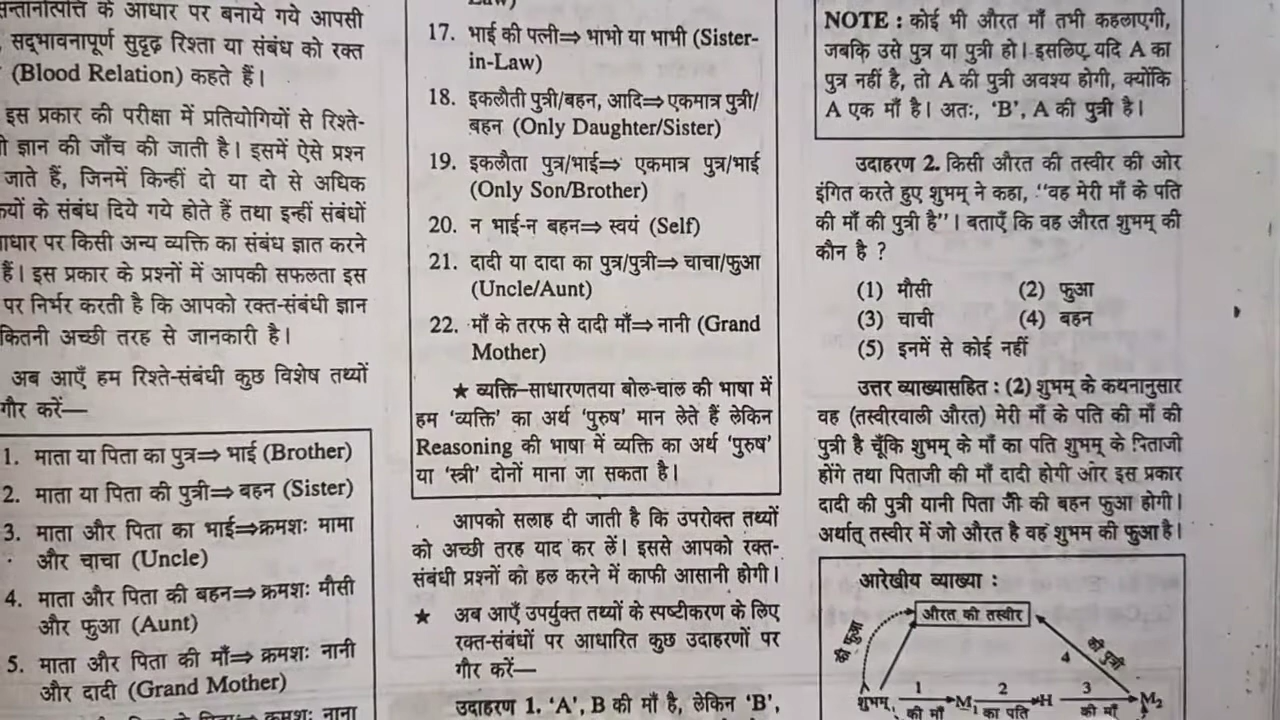 सन्तानोत्पत्ति के आधार पर बनाये गये आपसी
सद्‌भावनापूर्ण सुदृढ़ रिश्ता या संबंध को रक्त
(Blood Relation) कहते हैं।
इस प्रकार की परीक्षा में प्रतियोगियों से रिश्ते-
ज्ञान की जाँच की जाती है। इसमें ऐसे प्रश्न
जाते हैं, जिनमें किन्हीं दो या दो से अधिक
के संबंध दिये गये होते हैं तथा इन्हीं संबंधों
पर किसी अन्य व्यक्ति का संबंध ज्ञात करने
हैं। इस प्रकार के प्रश्नों में आपकी सफलता इस
पर निर्भर करती है कि आपको रक्त-संबंधी ज्ञान
कितनी अच्छी तरह से जानकारी है।
अब आएँ हम रिश्ते-संबंधी कुछ विशेष तथ्यों
गौर करें—
1. माता या पिता का पुत्र⇒ भाई (Brother)
2. माता या पिता की पुत्री⇒ बहन (Sister)
3. माता और पिता का भाई⇒क्रमशः मामा
और चाचा (Uncle)
4. माता और पिता की बहन⇒ क्रमशः मौसी
और फुआ (Aunt)
5. माता और पिता की माँ⇒ क्रमशः नानी
और दादी (Grand Mother)
क्रमशः नाना
Law)
17. भाई की पत्नी⇒ भाभो या भाभी (Sister-
in-Law)
18. इकलौती पुत्री/बहन, आदि⇒ एकमात्र पुत्री/
बहन (Only Daughter/Sister)
19. इकलौता पुत्र/भाई⇒ एकमात्र पुत्र/भाई
(Only Son/Brother)
20. न भाई-न बहन⇒ स्वयं (Self)
21. दादी या दादा का पुत्र/पुत्री⇒ चाचा/फुआ
(Uncle/Aunt)
22. माँ के तरफ से दादी माँ⇒ नानी (Grand
Mother)
★ व्यक्ति–साधारणतया बोल-चाल की भाषा में
हम ‘व्यक्ति’ का अर्थ ‘पुरुष’ मान लेते हैं लेकिन
Reasoning की भाषा में व्यक्ति का अर्थ ‘पुरुष’
या ‘स्त्री’ दोनों माना जा सकता है।
आपको सलाह दी जाती है कि उपरोक्त तथ्यों
को अच्छी तरह याद कर लें। इससे आपको रक्त-
संबंधी प्रश्नों को हल करने में काफी आसानी होगी।
★ अब आएँ उपर्युक्त तथ्यों के स्पष्टीकरण के लिए
रक्त-संबंधों पर आधारित कुछ उदाहरणों पर
गौर करें—
उदाहरण 1. ‘A’, B की माँ है, लेकिन ‘B’,
NOTE : कोई भी औरत माँ तभी कहलाएगी,
जबकि उसे पुत्र या पुत्री हो। इसलिए यदि A का
पुत्र नहीं है, तो A की पुत्री अवश्य होगी, क्योंकि
A एक माँ है। अतः, ‘B’, A की पुत्री है।
उदाहरण 2. किसी औरत की तस्वीर की ओर
इंगित करते हुए शुभम् ने कहा, ‘‘वह मेरी माँ के पति
की माँ की पुत्री है’’। बताएँ कि वह औरत शुभम् की
कौन है ?
(1) मौसी (2) फुआ
(3) चाची (4) बहन
(5) इनमें से कोई नहीं
उत्तर व्याख्यासहित : (2) शुभम् के कथनानुसार
वह (तस्वीरवाली औरत) मेरी माँ के पति की माँ की
पुत्री है चूँकि शुभम् के माँ का पति शुभम् के पिताजी
होंगे तथा पिताजी की माँ दादी होगी और इस प्रकार
दादी की पुत्री यानी पिता जी की बहन फुआ होगी।
अर्थात् तस्वीर में जो औरत है वह शुभम की फुआ है।
आरेखीय व्याख्या :
औरत की तस्वीर
की फुआ
की पुत्री
4
शुभम् 1 M₁ 2 H 3 M₂
की माँ का पति की माँ